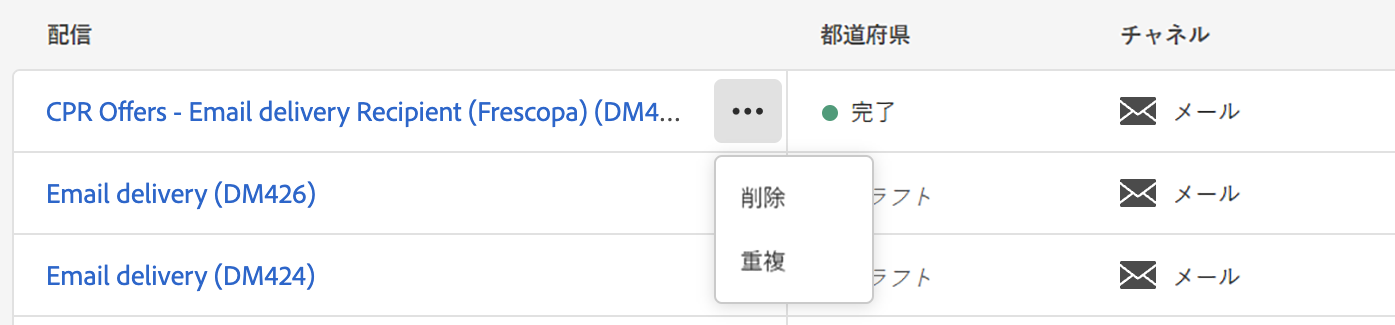 配信 都道府県 チャネル
CPR Offers - Email delivery Recipient (Frescopa) (DM4... ••• 完了 メール
Email delivery (DM426) ラフト メール
削除
重複
Email delivery (DM424) ラフト メール